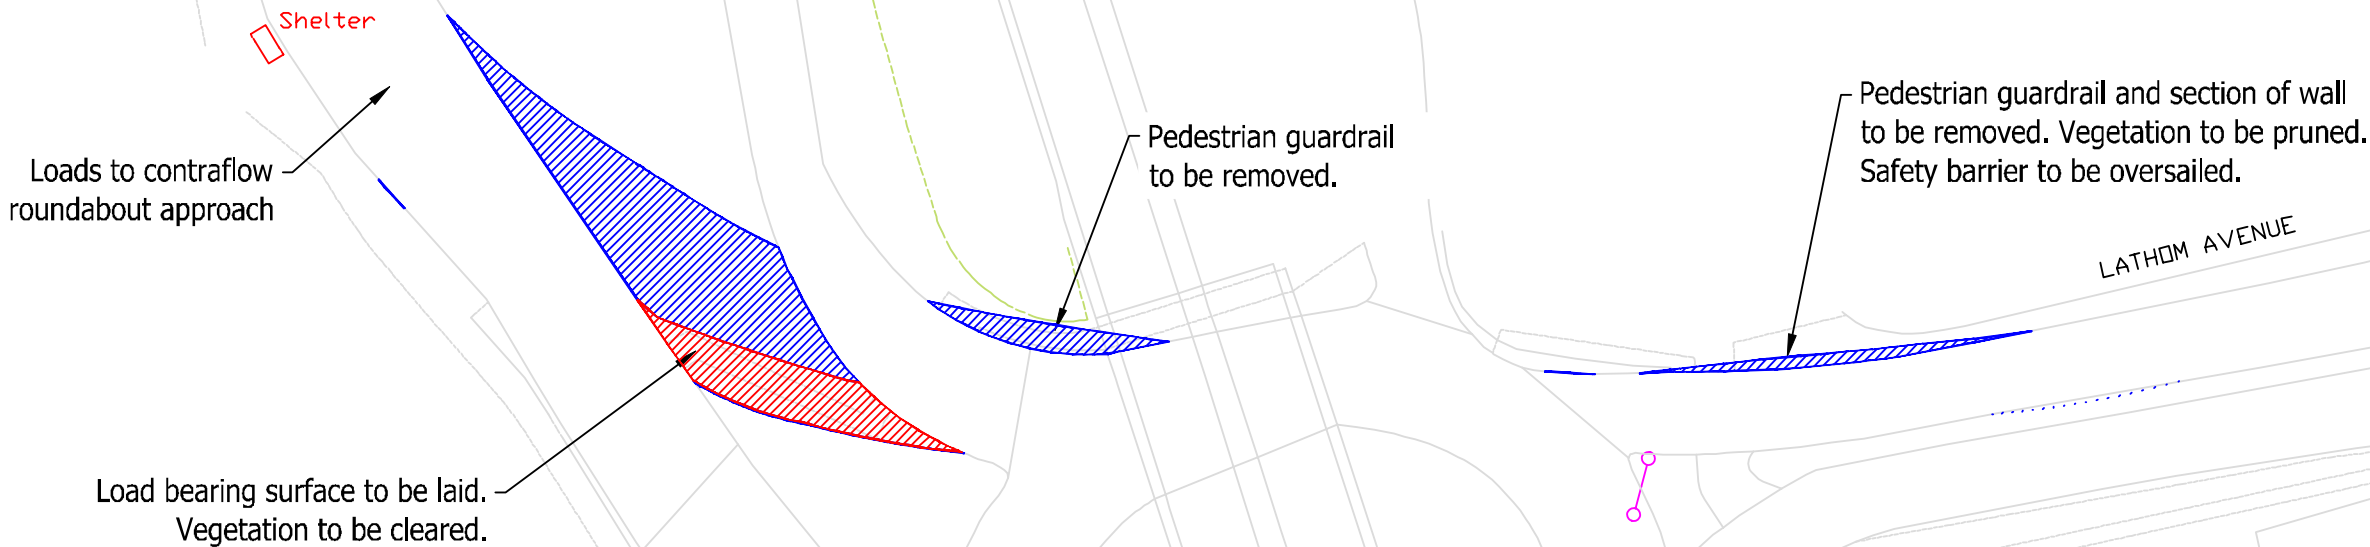 Shelter
Loads to contraflow
roundabout approach
Pedestrian guardrail
to be removed.
Pedestrian guardrail and section of wall
to be removed. Vegetation to be pruned.
Safety barrier to be oversailed.
LATHOM AVENUE
Load bearing surface to be laid.
Vegetation to be cleared.